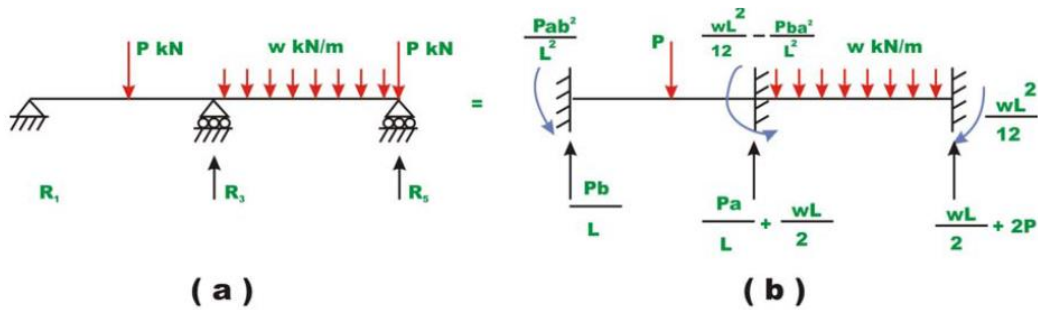 P kN
w kN/m
P kN
R₁
R₃
R₅
( a )
=
Pab²
L²
P
wL²
12
− Pba²
L²
w kN/m
wL²
12
Pb
L
Pa
L
+ wL
2
wL
2
+ 2P
( b )